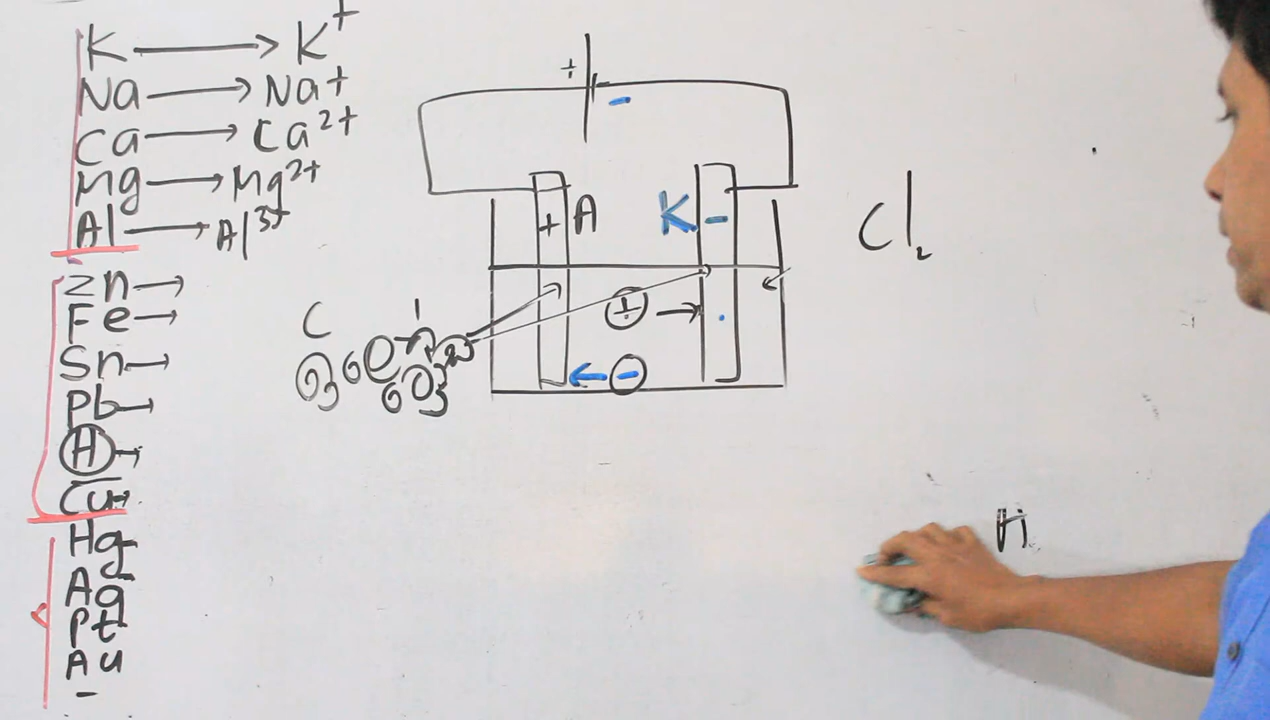 K → K+
Na → Na+
Ca → Ca2+
Mg → Mg2+
Al → Al3+
Zn →
Fe →
Sn →
Pb →
H →
Cu →
Hg
Ag
Pt
Au
-
+
-
+ A
K -
Cl2
+ →
← -
H